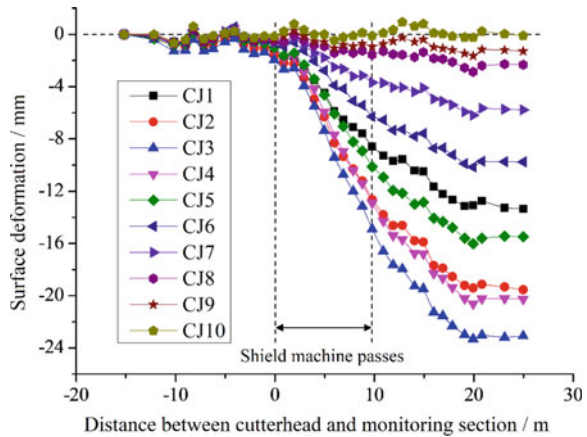 0
-4
-8
-12
-16
-20
-24
Surface deformation / mm
CJ1
CJ2
CJ3
CJ4
CJ5
CJ6
CJ7
CJ8
CJ9
CJ10
Shield machine passes
-20 -10 0 10 20 30
Distance between cutterhead and monitoring section / m